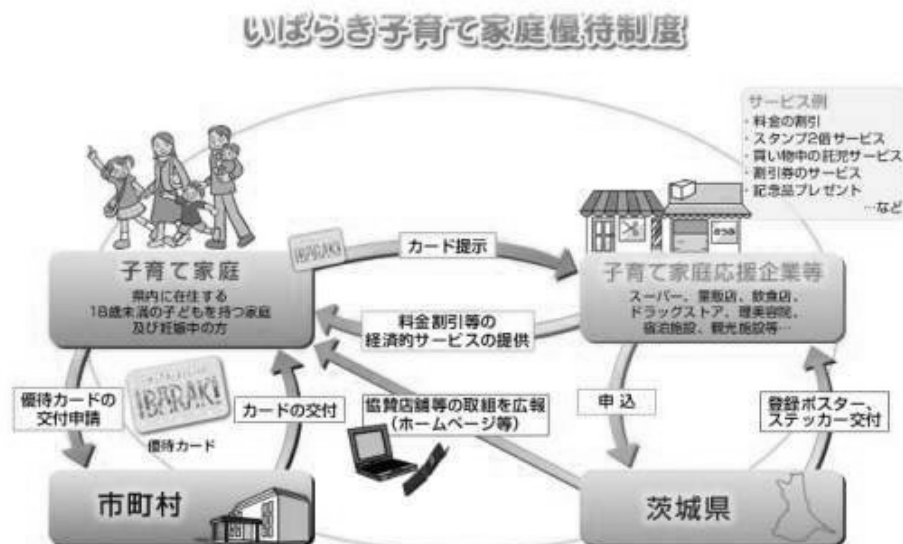 いばらき子育て家庭優待制度
サービス例
・料金の割引
・スタンプ2倍サービス
・買い物中の託児サービス
・割引券のサービス
・記念品プレゼント
…など
IBARAKI
カード提示
子育て家庭
県内に在住する
18歳未満の子どもを持つ家庭
及び妊娠中の方
子育て家庭応援企業等
スーパー、量販店、飲食店、
ドラッグストア、理美容院、
宿泊施設、観光施設等…
料金割引等の
経済的サービスの提供
優待カードの
交付申請
IBARAKI
優待カード
カードの交付
協賛店舗等の取組を広報
(ホームページ等)
申込
登録ポスター、
ステッカー交付
市町村
茨城県